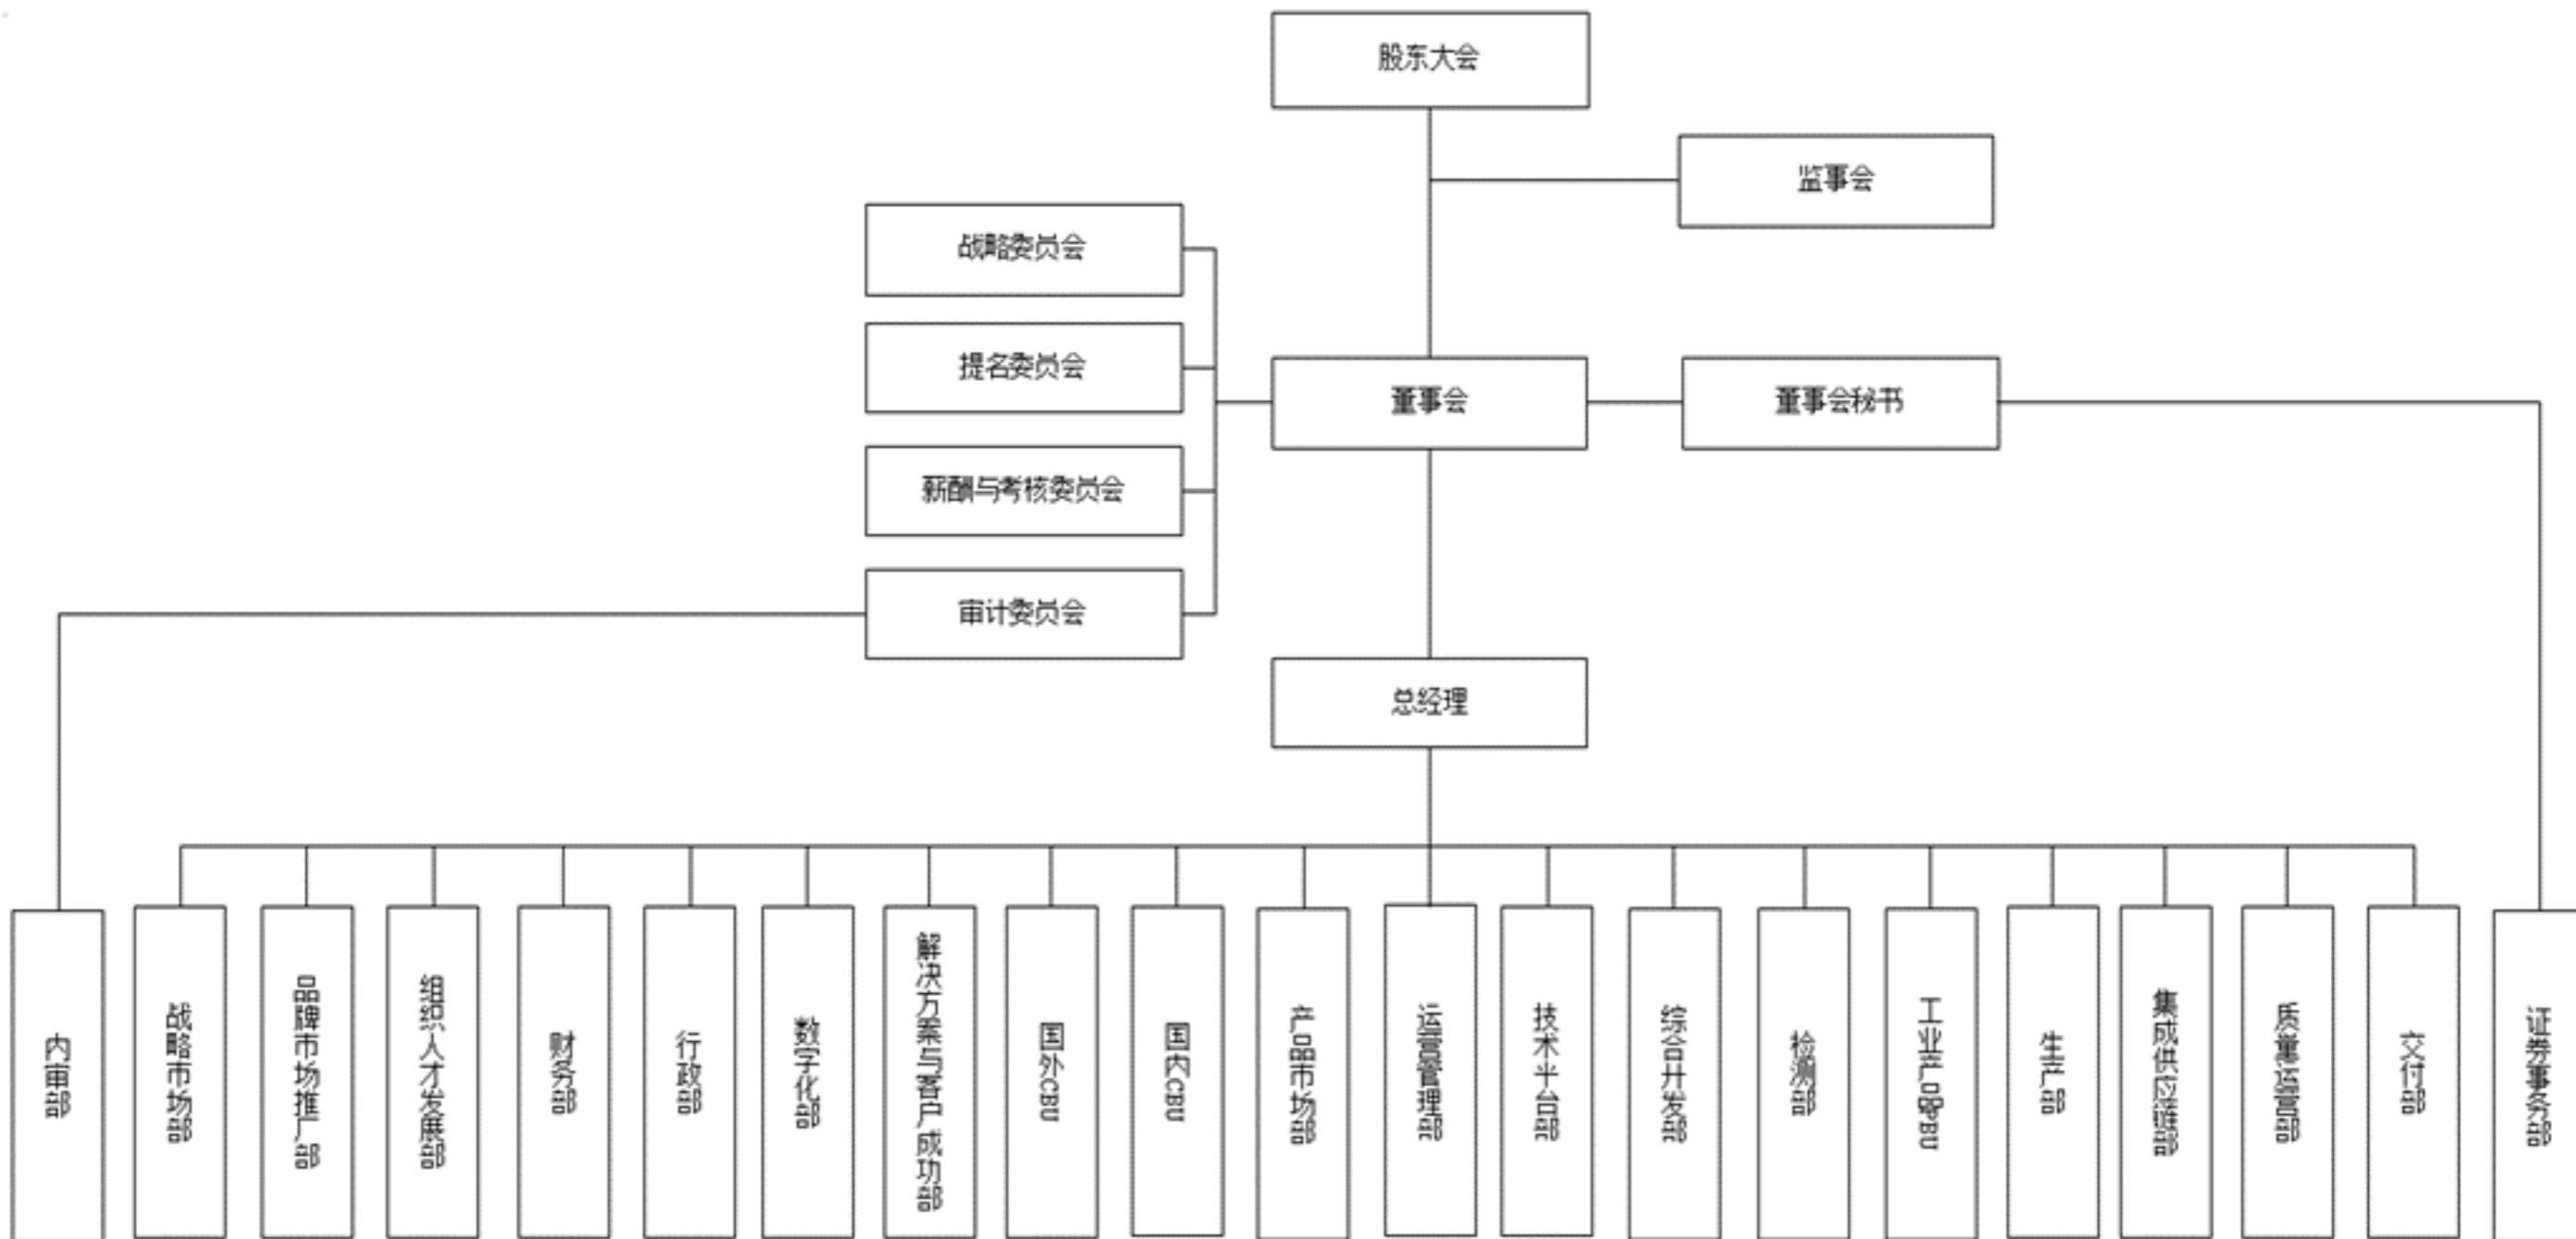 股东大会
监事会
战略委员会
提名委员会
董事会
董事会秘书
薪酬与考核委员会
审计委员会
总经理
内审部
战略市场部
品牌市场推广部
组织人才发展部
财务部
行政部
数字化部
解决方案与客户成功部
国外CBU
国内CBU
产品市场部
运营管理部
技术平台部
综合开发部
检测部
工业产品PBU
生产部
集成供应链部
质量运营部
交付部
证券事务部